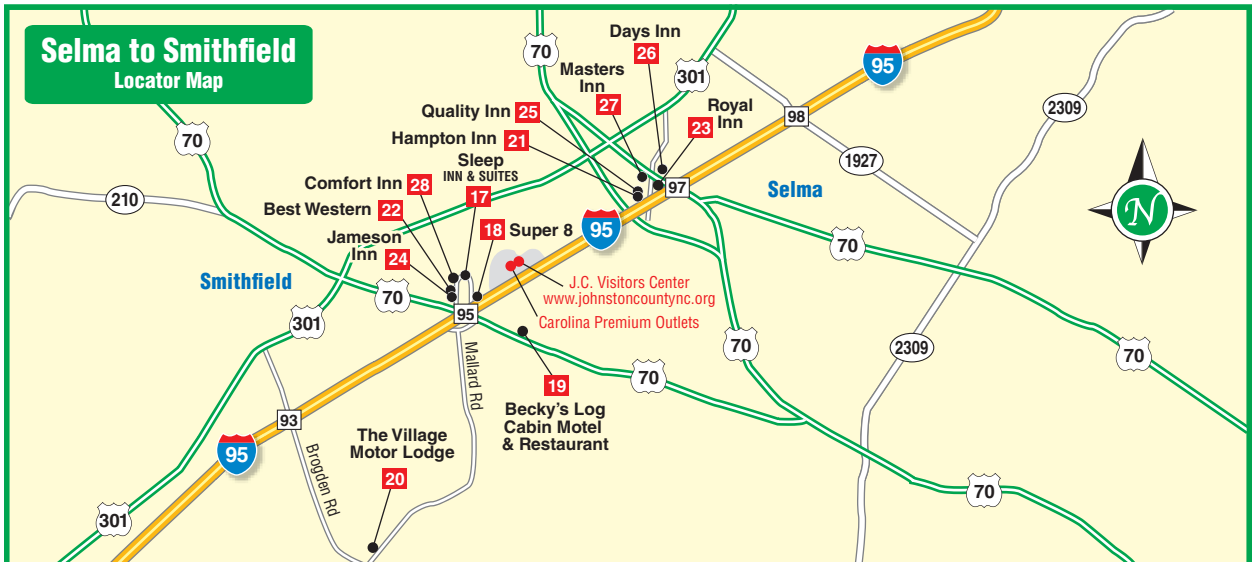 Selma to Smithfield
Locator Map
70
70
301
95
Days Inn
26
Masters
Inn
27
Royal
Inn
23
Quality Inn 25
Hampton Inn 21
98
2309
1927
97
Selma
N
Sleep
INN & SUITES
17
Comfort Inn 28
Best Western 22
Jameson
Inn
24
210
18 Super 8
95
70
J.C. Visitors Center
www.johnstoncountync.org
Carolina Premium Outlets
Smithfield
70
95
301
70
70
2309
70
Mallard Rd
19
Becky's Log
Cabin Motel
& Restaurant
93
95
Brogden Rd
The Village
Motor Lodge
20
301
70